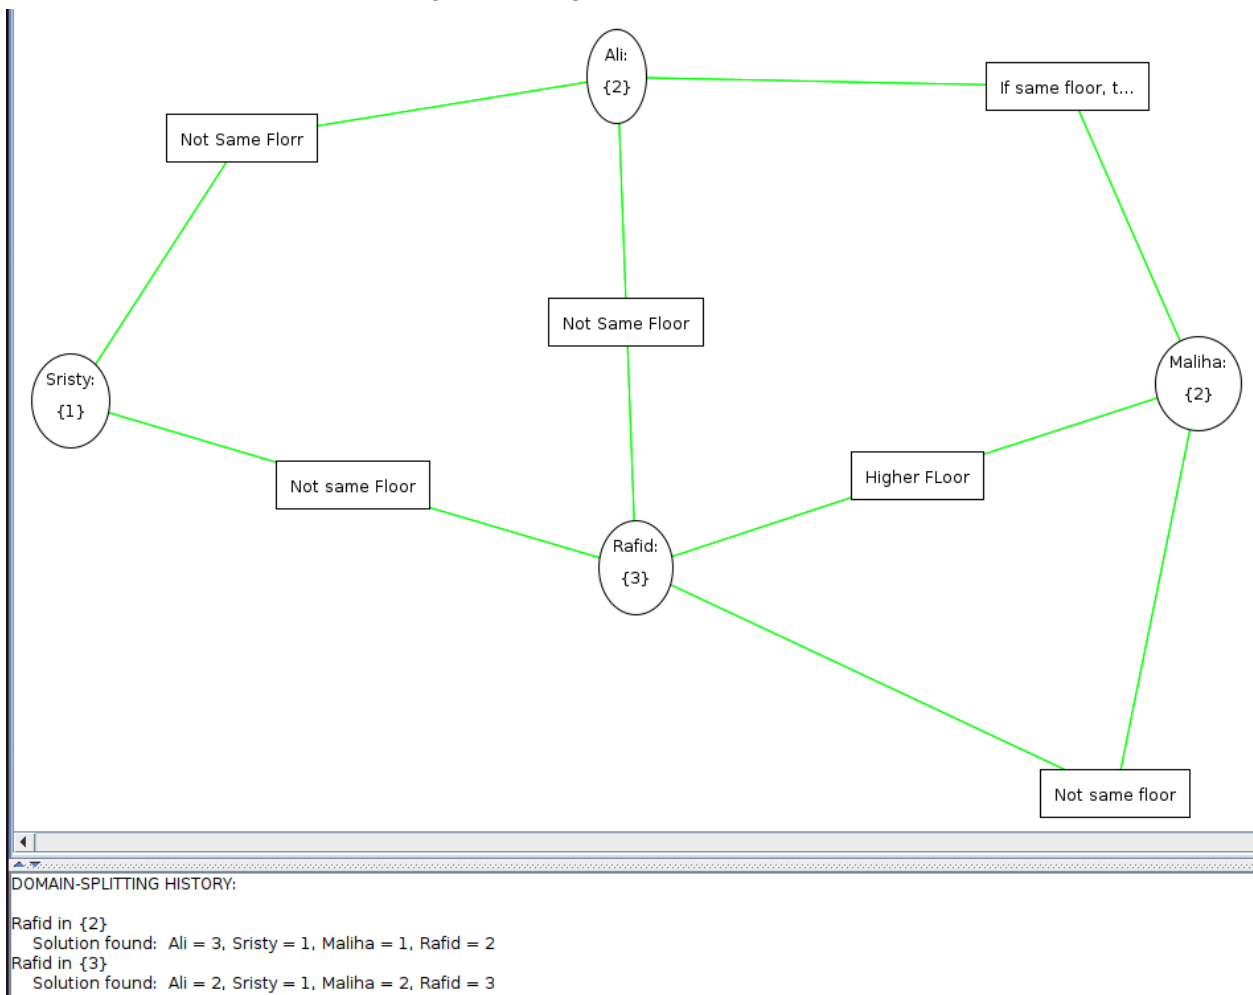 Ali:
{2}
If same floor, t...
Not Same Florr
Not Same Floor
Sristy:
{1}
Maliha:
{2}
Not same Floor
Higher FLoor
Rafid:
{3}
Not same floor
DOMAIN-SPLITTING HISTORY:
Rafid in {2}
Solution found:  Ali = 3, Sristy = 1, Maliha = 1, Rafid = 2
Rafid in {3}
Solution found:  Ali = 2, Sristy = 1, Maliha = 2, Rafid = 3